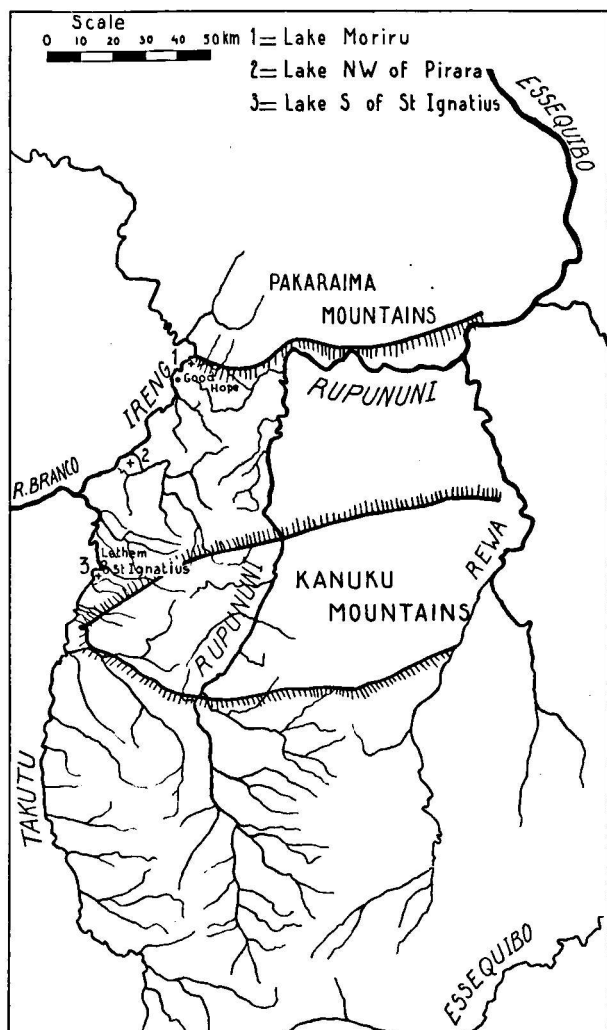 Scale
0 10 20 30 40 50 km
1= Lake Moriru
2= Lake NW of Pirara
3= Lake S of St Ignatius
ESSEQUIBO
PAKARAIMA
MOUNTAINS
1
Good
Hope
IRENG
RUPUNUNI
2
R. BRANCO
Lethem
3 & St Ignatius
REWA
KANUKU
MOUNTAINS
RUPUNUNI
TAKUTU
ESSEQUIBO